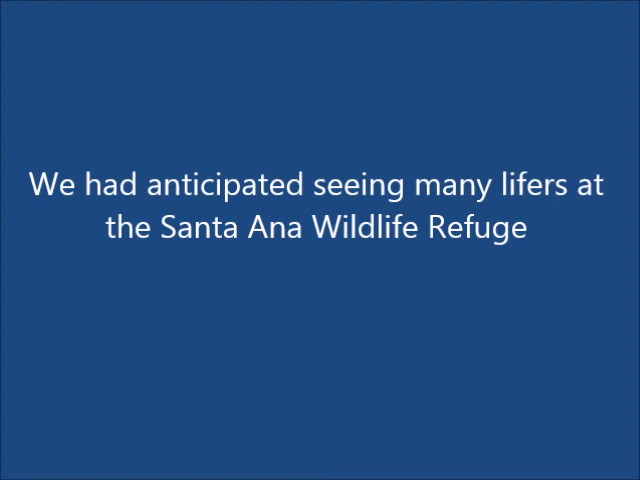 We had anticipated seeing many lifers at
the Santa Ana Wildlife Refuge